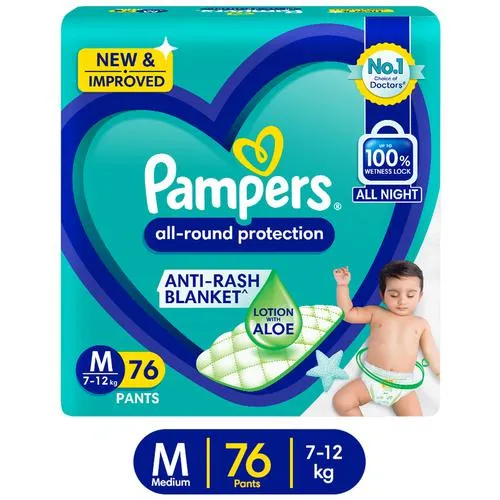 NEW &
IMPROVED
No.1
Choice of
Doctors#
UP TO
100%
WETNESS LOCK
ALL NIGHT
Pampers®
all-round protection
ANTI-RASH
BLANKET^
LOTION
WITH
ALOE
M
7-12 kg
76
PANTS
M
Medium
76
Pants
7-12
kg